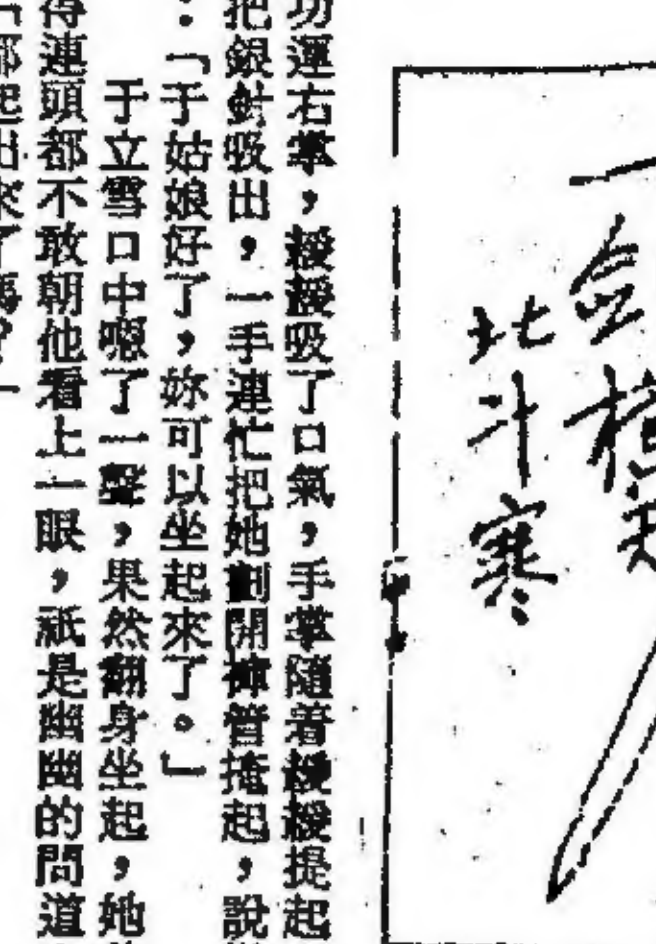 一劍橫
北斗寒
功運右掌，緩緩吸了口氣，手掌隨着緩緩提起
把銀針吸出，一手連忙把她劃開褲管掩起，說
：「于姑娘好了，妳可以坐起來了。」
于立雪口中嗯了一聲，果然翻身坐起，她
得連頭都不敢朝他看上一眼，祇是幽幽的問道
「都起出來了嗎？」